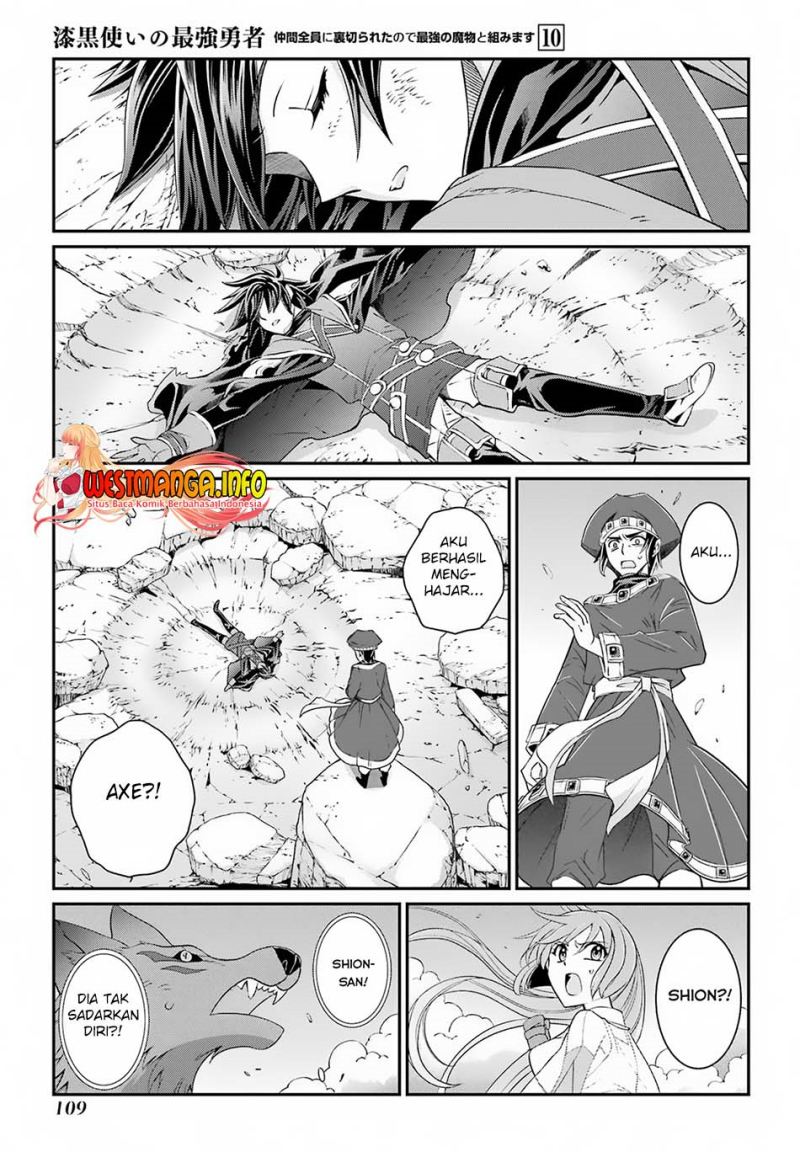 漆黒使いの最強勇者 仲間全員に裏切られたので最強の魔物と組みます 10
WESTMANGA.INFO
Situs Baca Komik Berbahasa Indonesia
AKU...
AKU
BERHASIL
MENG-
HAJAR...
AXE?!
SHION?!
SHION-
SAN!
DIA TAK
SADARKAN
DIRI?!
109